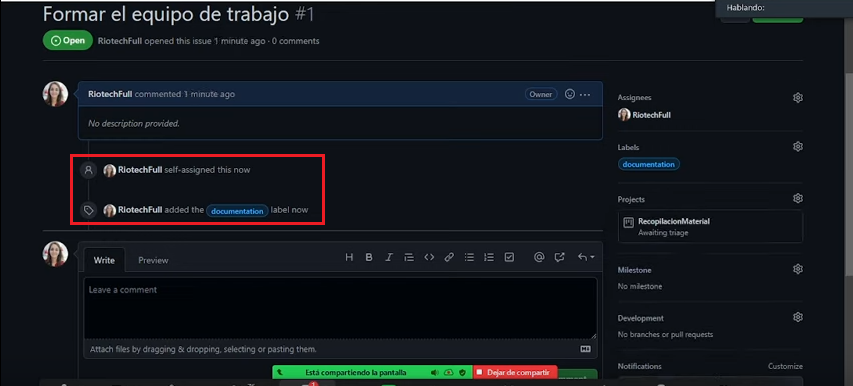 Hablando:
Formar el equipo de trabajo #1
Open
RiotechFull opened this issue 1 minute ago · 0 comments
RiotechFull commented 1 minute ago
Owner
No description provided.
RiotechFull self-assigned this now
RiotechFull added the documentation label now
Write
Preview
Leave a comment
Attach files by dragging & dropping, selecting or pasting them.
Está compartiendo la pantalla
Dejar de compartir
Assignees
RiotechFull
Labels
documentation
Projects
RecopilacionMaterial
Awaiting triage
Milestone
No milestone
Development
No branches or pull requests
Notifications
Customize